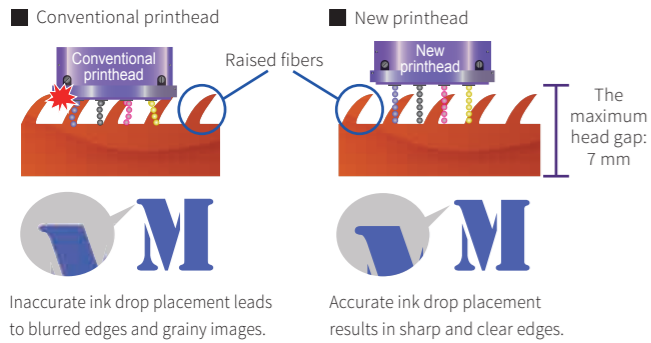 Conventional printhead
Conventional
printhead
Raised fibers
New printhead
New
printhead
The
maximum
head gap:
7 mm
M
M
Inaccurate ink drop placement leads
to blurred edges and grainy images.
Accurate ink drop placement
results in sharp and clear edges.